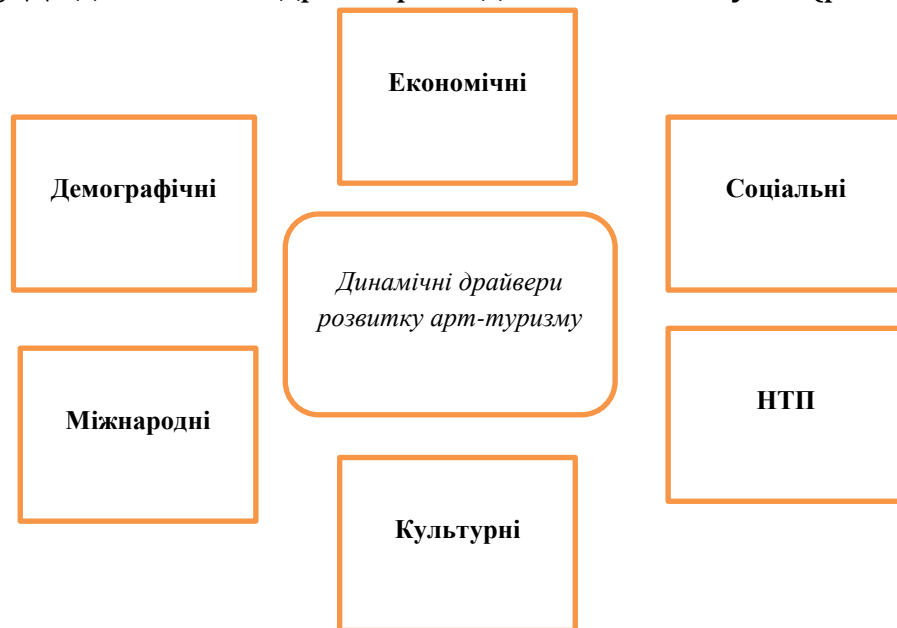 Економічні
Демографічні
Соціальні
Динамічні драйвери
розвитку арт-туризму
Міжнародні
НТП
Культурні